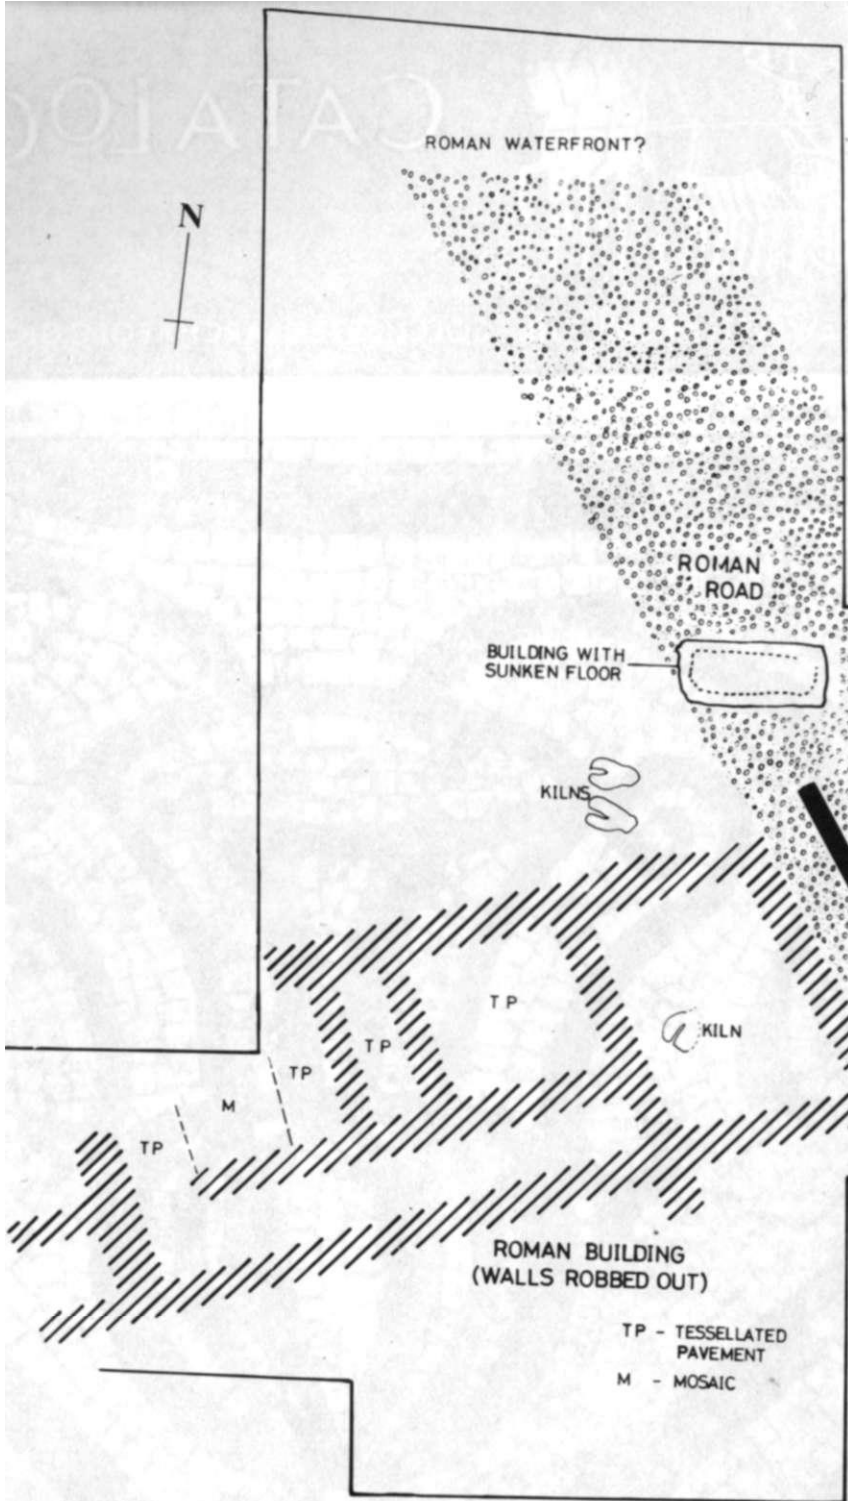 CATALO
ROMAN WATERFRONT?
N
ROMAN
ROAD
BUILDING WITH
SUNKEN FLOOR
KILNS
TP
KILN
TP
TP
M
TP
ROMAN BUILDING
(WALLS ROBBED OUT)
TP - TESSELLATED
PAVEMENT
M - MOSAIC